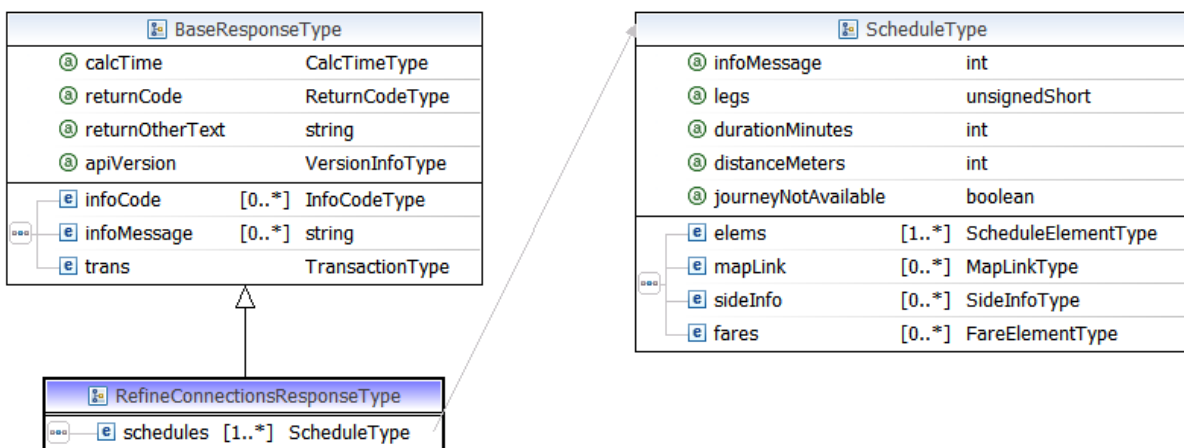 BaseResponseType
calcTime CalcTimeType
returnCode ReturnCodeType
returnOtherText string
apiVersion VersionInfoType
infoCode [0..*] InfoCodeType
infoMessage [0..*] string
trans TransactionType
ScheduleType
infoMessage int
legs unsignedShort
durationMinutes int
distanceMeters int
journeyNotAvailable boolean
elems [1..*] ScheduleElementType
mapLink [0..*] MapLinkType
sideInfo [0..*] SideInfoType
fares [0..*] FareElementType
RefineConnectionsResponseType
schedules [1..*] ScheduleType